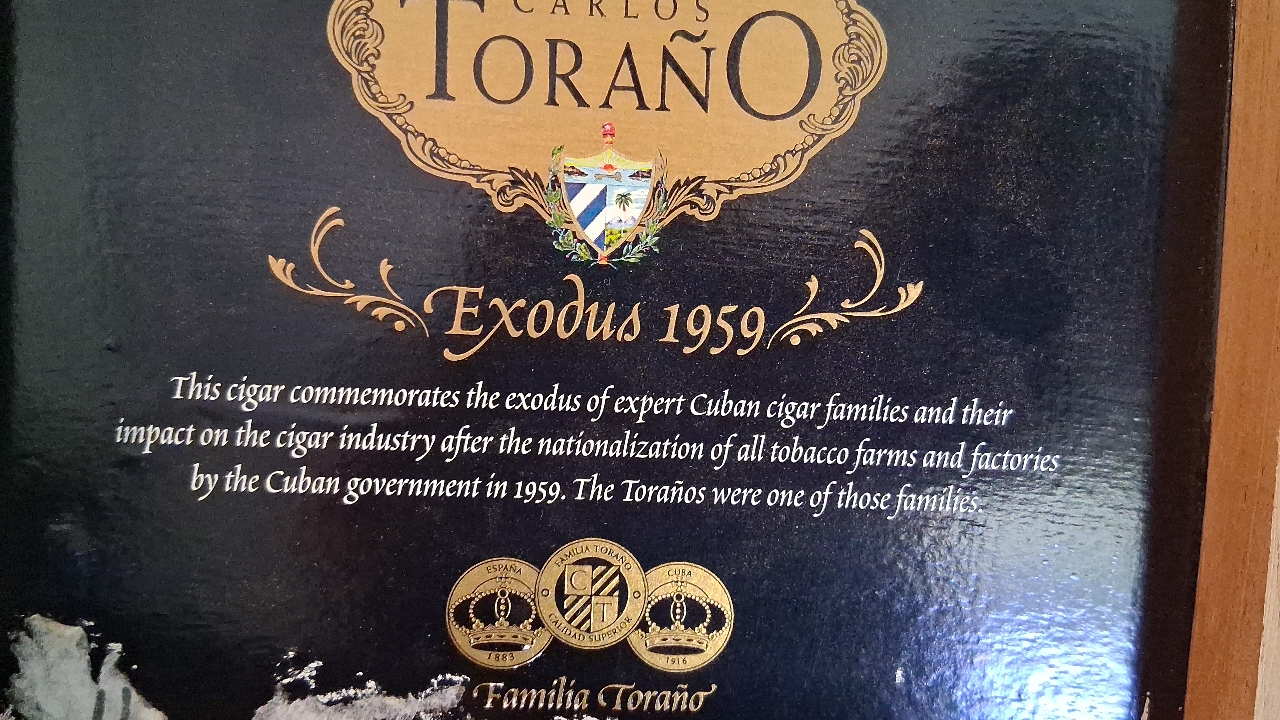 CARLOS
TORAÑO
Exodus 1959
This cigar commemorates the exodus of expert Cuban cigar families and their
impact on the cigar industry after the nationalization of all tobacco farms and factories
by the Cuban government in 1959. The Toraños were one of those families.
ESPAÑA
1883
FAMILIA TORAÑO
C
T
CALIDAD SUPERIOR
CUBA
1916
Familia Toraño